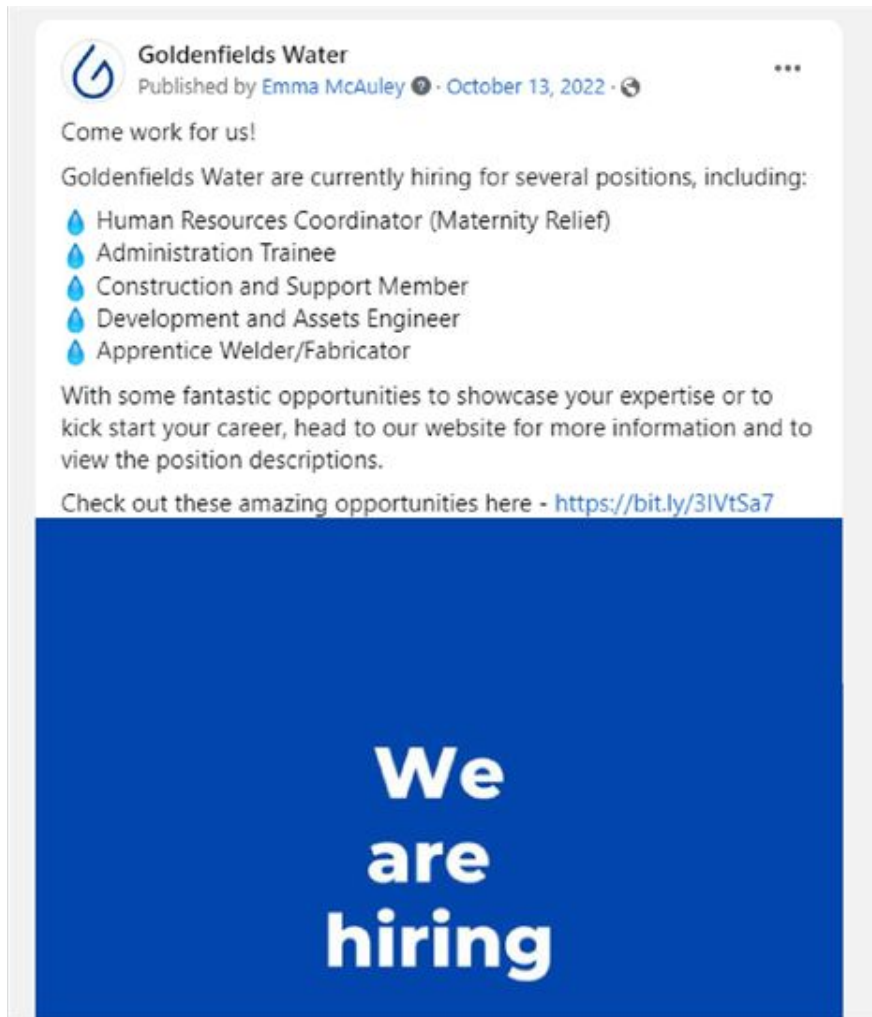 Goldenfields Water
Published by Emma McAuley · October 13, 2022 ·
Come work for us!
Goldenfields Water are currently hiring for several positions, including:
💧 Human Resources Coordinator (Maternity Relief)
💧 Administration Trainee
💧 Construction and Support Member
💧 Development and Assets Engineer
💧 Apprentice Welder/Fabricator
With some fantastic opportunities to showcase your expertise or to
kick start your career, head to our website for more information and to
view the position descriptions.
Check out these amazing opportunities here - https://bit.ly/3IVtSa7
We
are
hiring